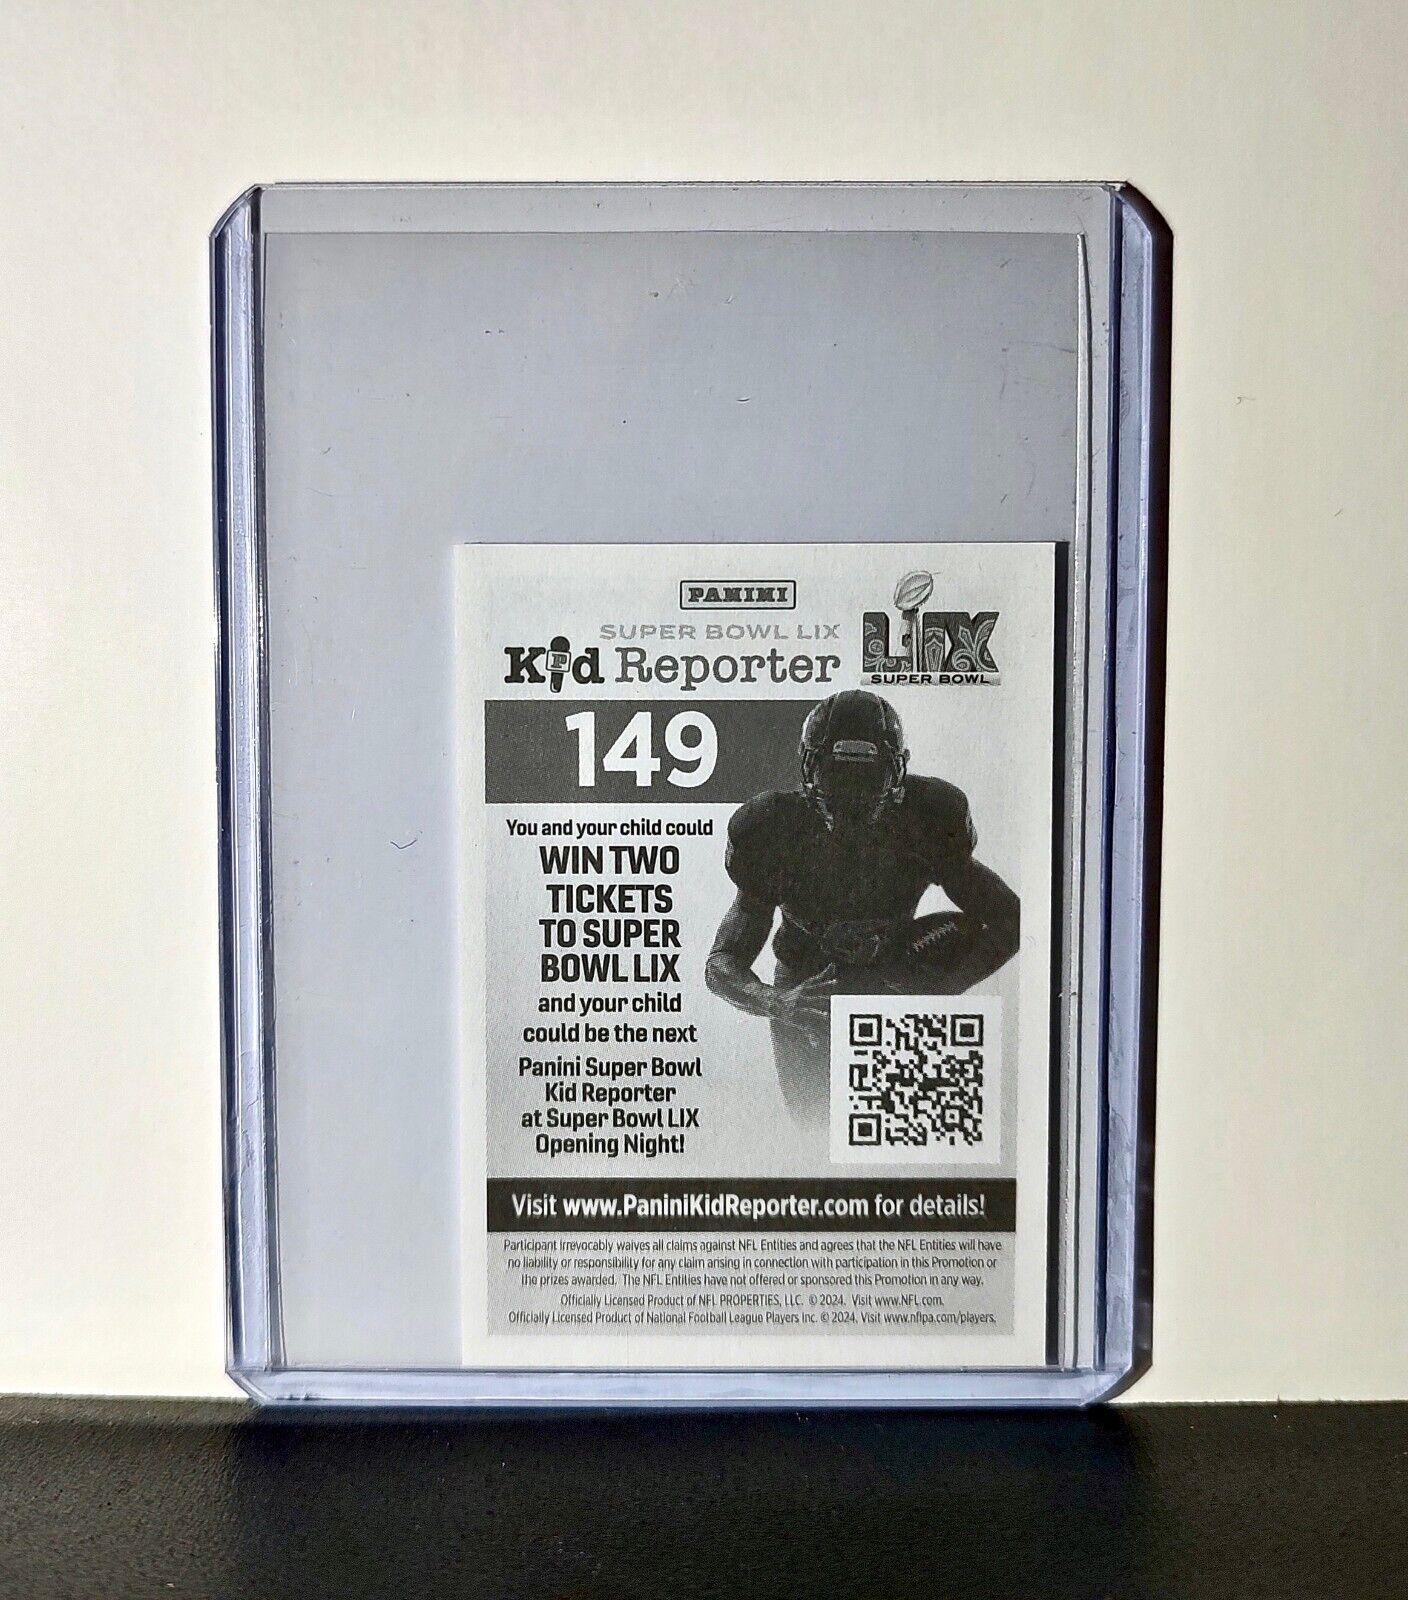 PANINI
SUPER BOWL LIX
Kid Reporter
P
LIX
SUPER BOWL
149
You and your child could
WIN TWO
TICKETS
TO SUPER
BOWL LIX
and your child
could be the next
Panini Super Bowl
Kid Reporter
at Super Bowl LIX
Opening Night!
Visit www.PaniniKidReporter.com for details!
Participant irrevocably waives all claims against NFL Entities and agrees that the NFL Entities will have
no liability or responsibility for any claim arising in connection with participation in this Promotion or
the prizes awarded. The NFL Entities have not offered or sponsored this Promotion in any way.
Officially Licensed Product of NFL PROPERTIES, LLC. © 2024. Visit www.NFL.com.
Officially Licensed Product of National Football League Players Inc. © 2024. Visit www.nflpa.com/players.